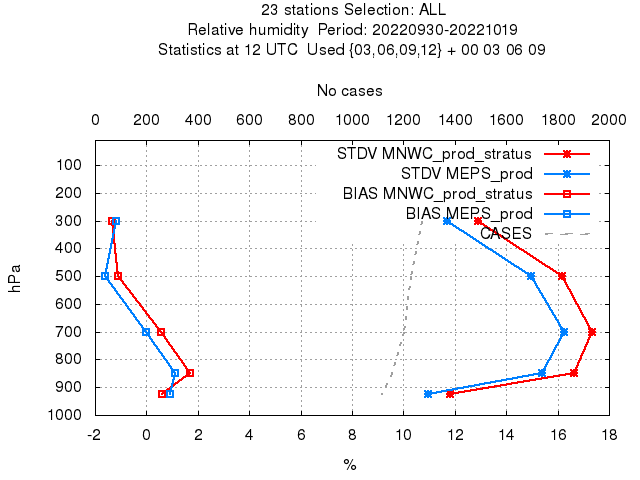 23 stations Selection: ALL
Relative humidity  Period: 20220930-20221019
Statistics at 12 UTC  Used {03,06,09,12} + 00 03 06 09
No cases
0 200 400 600 800 1000 1200 1400 1600 1800 2000
STDV MNWC_prod_stratus
STDV MEPS_prod
BIAS MNWC_prod_stratus
BIAS MEPS_prod
CASES
hPa
100
200
300
400
500
600
700
800
900
1000
-2 0 2 4 6 8 10 12 14 16 18
%